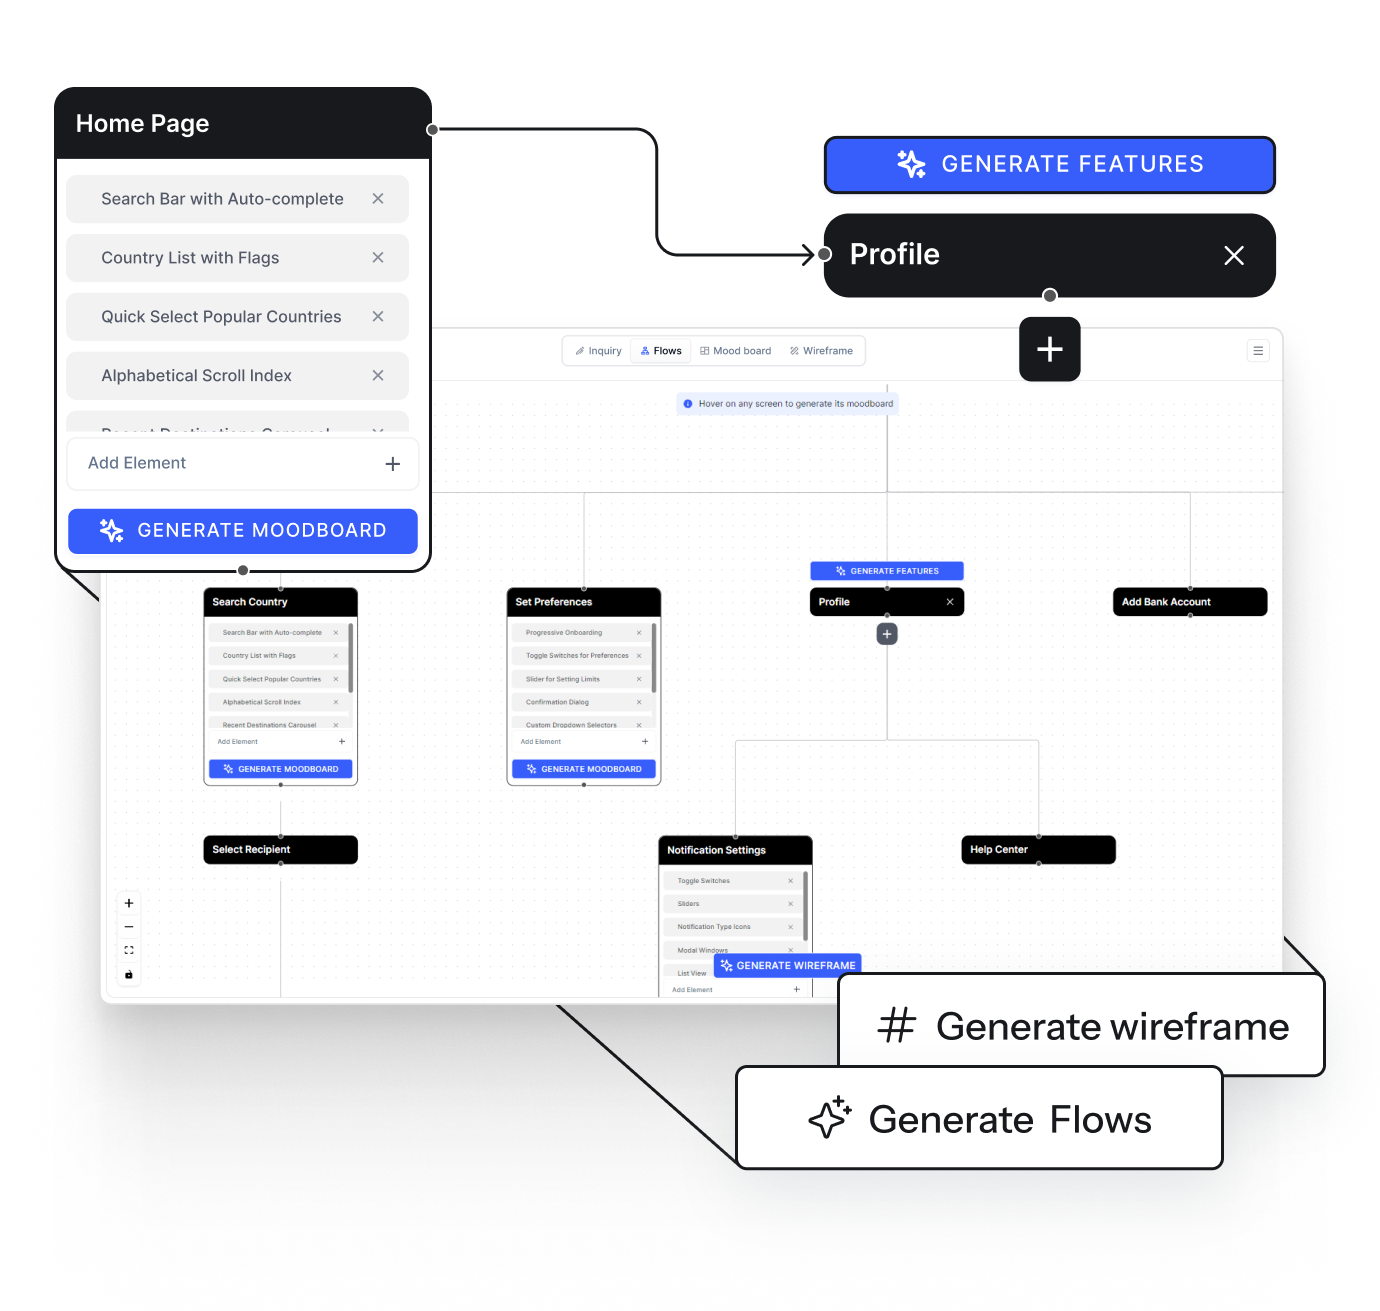 Home Page
Search Bar with Auto-complete
Country List with Flags
Quick Select Popular Countries
Alphabetical Scroll Index
Recent Destinations Carousel
Add Element
GENERATE MOODBOARD
GENERATE FEATURES
Profile
Inquiry
Flows
Mood board
Wireframe
Hover on any screen to generate its moodboard
Search Country
Search Bar with Auto-complete
Country List with Flags
Quick Select Popular Countries
Alphabetical Scroll Index
Recent Destinations Carousel
Add Element
GENERATE MOODBOARD
Select Recipient
Set Preferences
Progressive Onboarding
Toggle Switches for Preferences
Slider for Setting Limits
Confirmation Dialog
Custom Dropdown Selectors
Add Element
GENERATE MOODBOARD
GENERATE FEATURES
Profile
Add Bank Account
Notification Settings
Toggle Switches
Sliders
Notification Type Icons
Modal Windows
List View
GENERATE WIREFRAME
Add Element
Help Center
Generate wireframe
Generate Flows